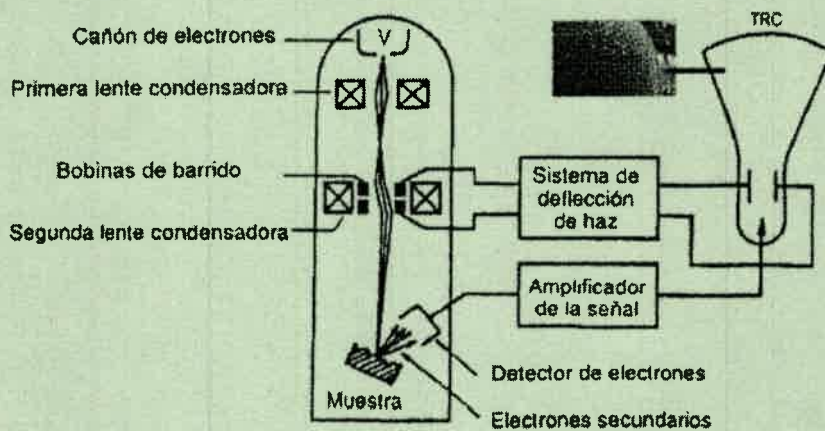 Cañón de electrones
V
TRC
Primera lente condensadora
Bobinas de barrido
Segunda lente condensadora
Sistema de
deflección
de haz
Amplificador
de la señal
Detector de electrones
Muestra
Electrones secundarios